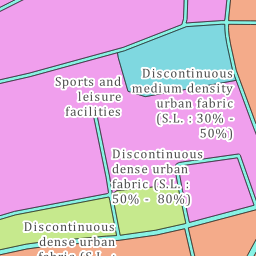 Sports and
leisure
facilities
Discontinuous
medium-density
urban fabric
(S.L. : 30% -
50%)
Discontinuous
dense urban
fabric (S.L. :
50% - 80%)
Discontinuous
dense urban
fabric (S.L. :